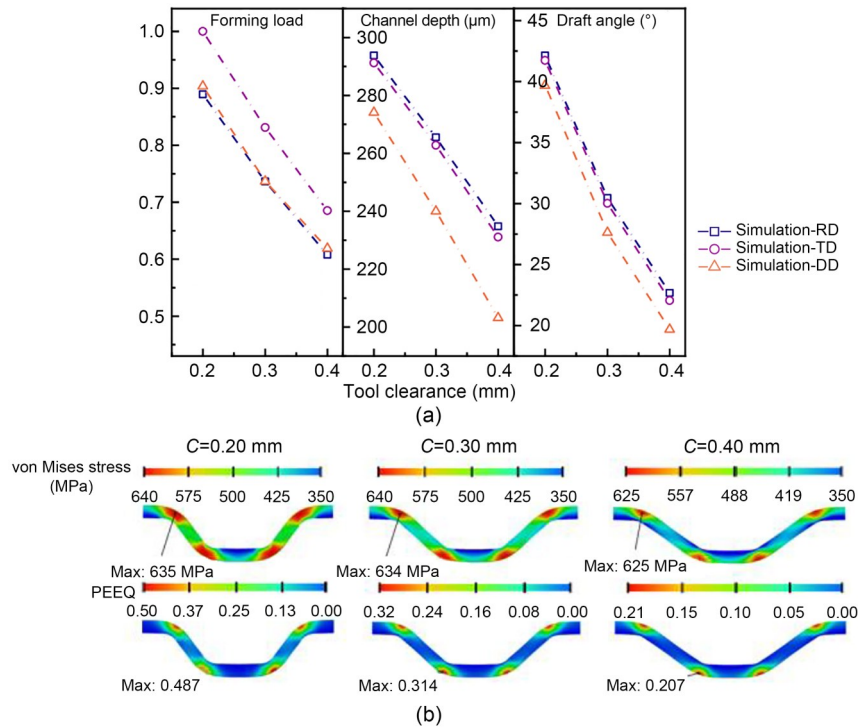 Forming load
Channel depth (μm)
Draft angle (°)
1.0
0.9
0.8
0.7
0.6
0.5
300
280
260
240
220
200
45
40
35
30
25
20
Simulation-RD
Simulation-TD
Simulation-DD
0.2 0.3 0.4 0.2 0.3 0.4 0.2 0.3 0.4
Tool clearance (mm)
(a)
C=0.20 mm C=0.30 mm C=0.40 mm
von Mises stress
(MPa)
640 575 500 425 350 640 575 500 425 350 625 557 488 419 350
Max: 635 MPa Max: 634 MPa Max: 625 MPa
PEEQ
0.50 0.37 0.25 0.13 0.00 0.32 0.24 0.16 0.08 0.00 0.21 0.15 0.10 0.05 0.00
Max: 0.487 Max: 0.314 Max: 0.207
(b)